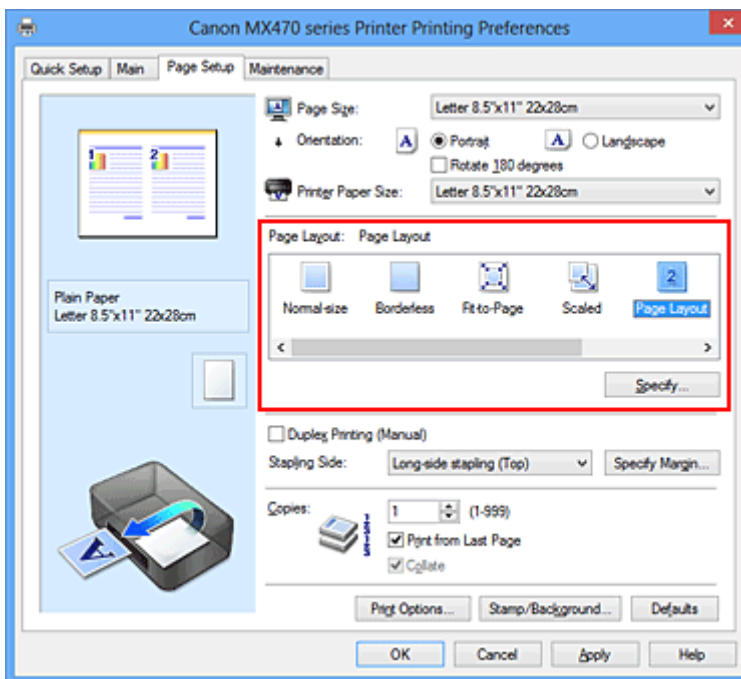 Canon MX470 series Printer Printing Preferences
Quick Setup Main Page Setup Maintenance
1 2
Plain Paper
Letter 8.5"x11" 22x28cm
Page Size: Letter 8.5"x11" 22x28cm
Orientation: A Portrait A Landscape
Rotate 180 degrees
Printer Paper Size: Letter 8.5"x11" 22x28cm
Page Layout: Page Layout
2
Normal-size Borderless Fit-to-Page Scaled Page Layout
Specify...
Duplex Printing (Manual)
Stapling Side: Long-side stapling (Top) Specify Margin...
Copies: 1 (1-999)
Print from Last Page
Collate
A
Print Options... Stamp/Background... Defaults
OK Cancel Apply Help